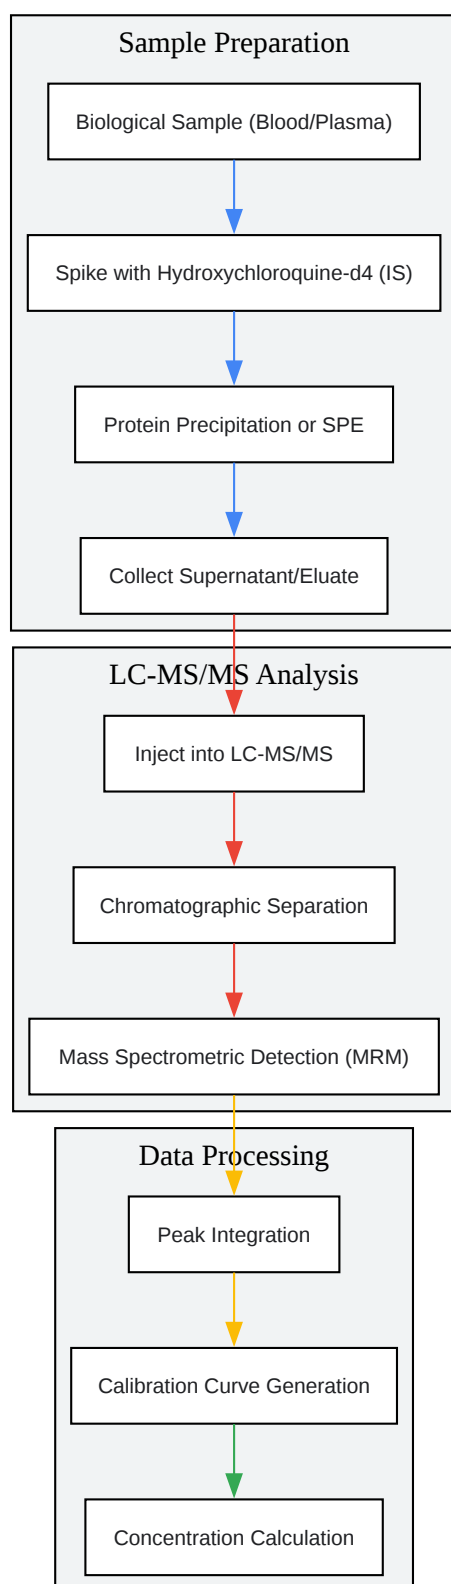 Sample Preparation
Biological Sample (Blood/Plasma)
Spike with Hydroxychloroquine-d4 (IS)
Protein Precipitation or SPE
Collect Supernatant/Eluate
LC-MS/MS Analysis
Inject into LC-MS/MS
Chromatographic Separation
Mass Spectrometric Detection (MRM)
Data Processing
Peak Integration
Calibration Curve Generation
Concentration Calculation